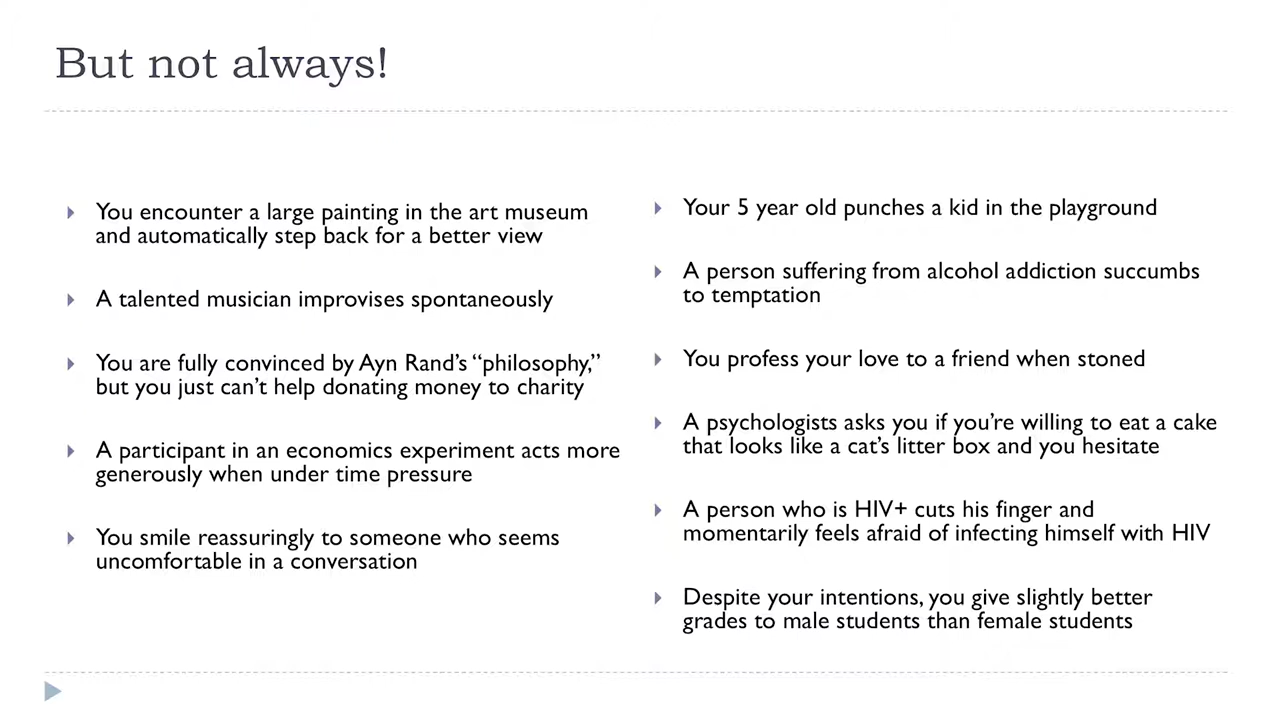 But not always!
You encounter a large painting in the art museum
and automatically step back for a better view
A talented musician improvises spontaneously
You are fully convinced by Ayn Rand’s “philosophy,”
but you just can’t help donating money to charity
A participant in an economics experiment acts more
generously when under time pressure
You smile reassuringly to someone who seems
uncomfortable in a conversation
Your 5 year old punches a kid in the playground
A person suffering from alcohol addiction succumbs
to temptation
You profess your love to a friend when stoned
A psychologists asks you if you’re willing to eat a cake
that looks like a cat’s litter box and you hesitate
A person who is HIV+ cuts his finger and
momentarily feels afraid of infecting himself with HIV
Despite your intentions, you give slightly better
grades to male students than female students